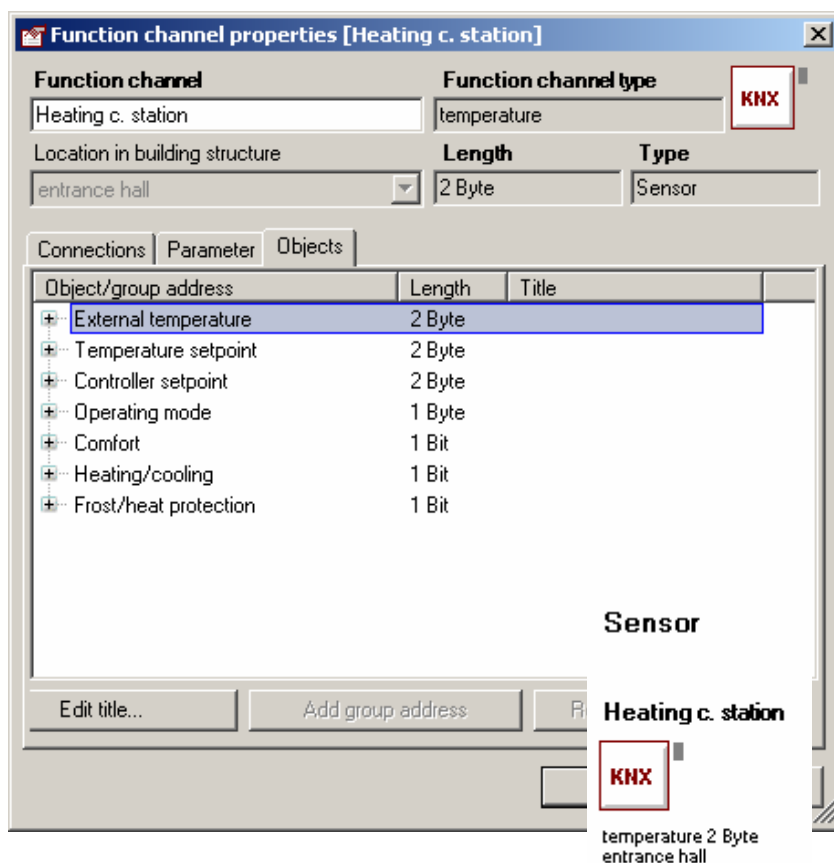 Function channel properties [Heating c. station]
Function channel Function channel type
Heating c. station temperature KNX
Location in building structure Length Type
entrance hall 2 Byte Sensor
Connections Parameter Objects
Object/group address Length Title
External temperature 2 Byte
Temperature setpoint 2 Byte
Controller setpoint 2 Byte
Operating mode 1 Byte
Comfort 1 Bit
Heating/cooling 1 Bit
Frost/heat protection 1 Bit
Sensor
Edit title... Add group address
Heating c. station
KNX
temperature 2 Byte
entrance hall